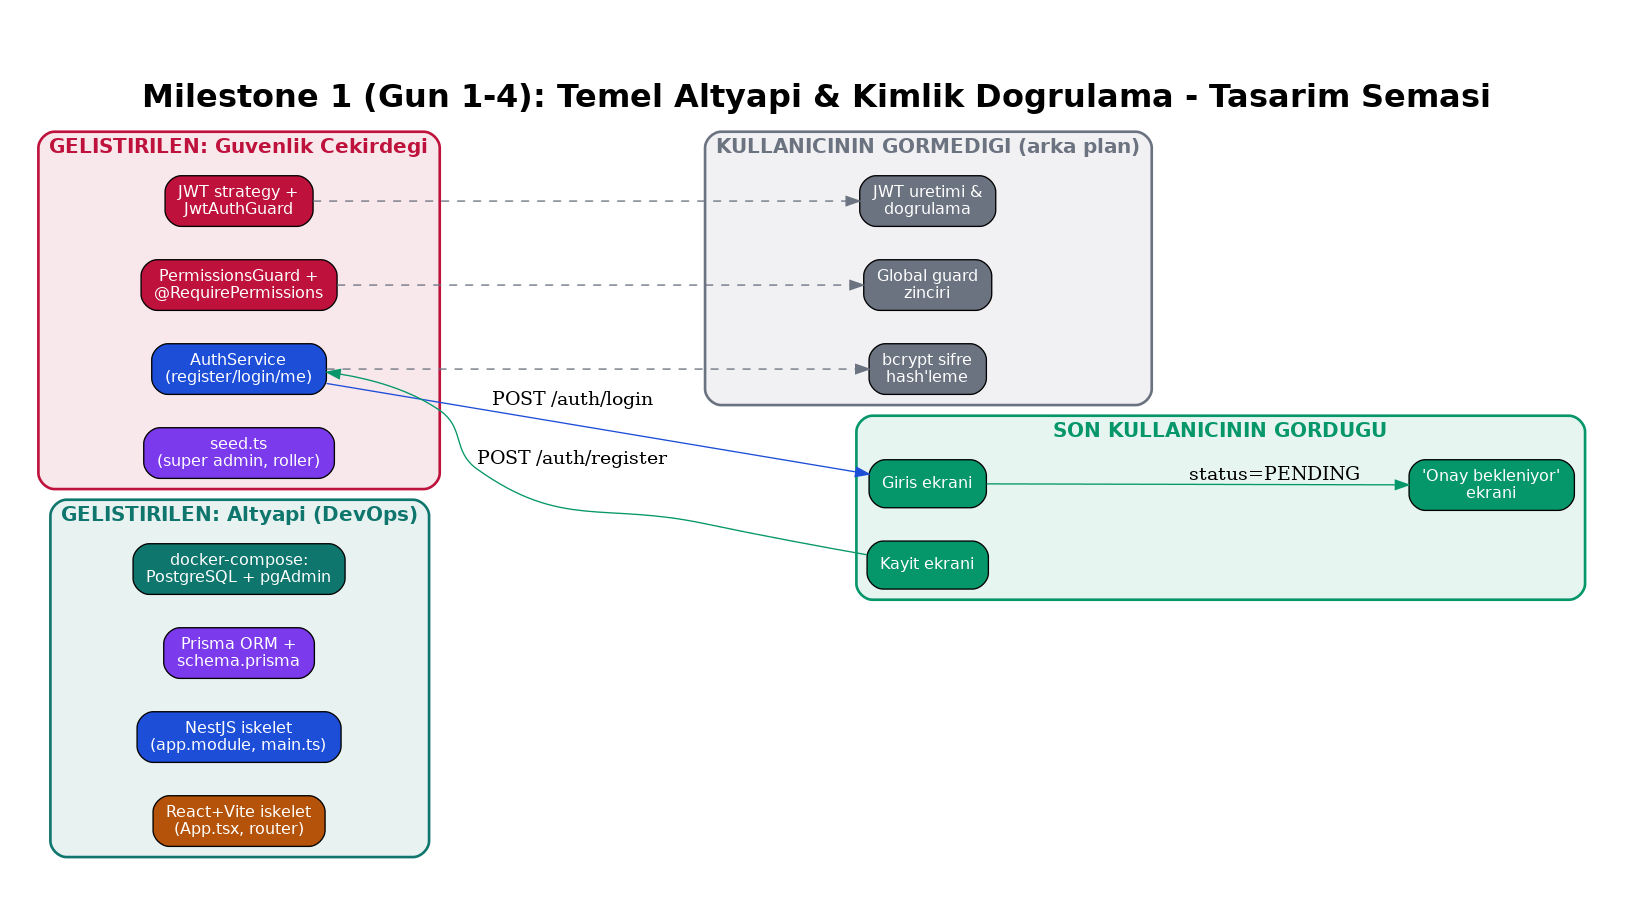 Milestone 1 (Gun 1-4): Temel Altyapi & Kimlik Dogrulama - Tasarim Semasi
GELISTIRILEN: Guvenlik Cekirdegi
JWT strategy +
JwtAuthGuard
PermissionsGuard +
@RequirePermissions
AuthService
(register/login/me)
seed.ts
(super admin, roller)
GELISTIRILEN: Altyapi (DevOps)
docker-compose:
PostgreSQL + pgAdmin
Prisma ORM +
schema.prisma
NestJS iskelet
(app.module, main.ts)
React+Vite iskelet
(App.tsx, router)
POST /auth/login
POST /auth/register
KULLANICININ GORMEDIGI (arka plan)
JWT uretimi &
dogrulama
Global guard
zinciri
bcrypt sifre
hash'leme
SON KULLANICININ GORDUGU
Giris ekrani
status=PENDING
'Onay bekleniyor'
ekrani
Kayit ekrani